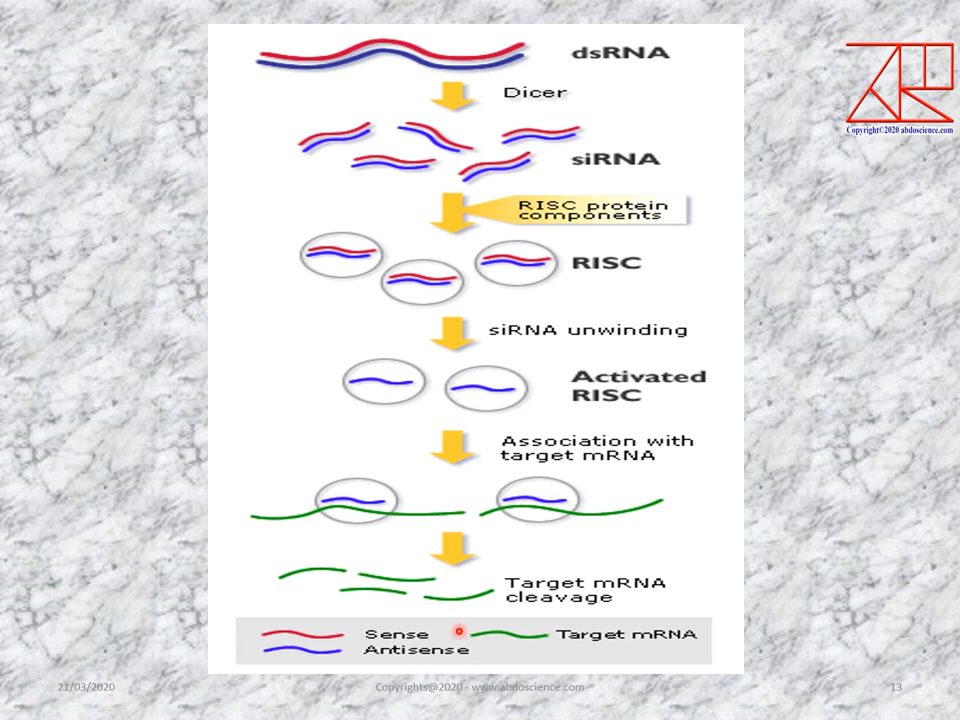 dsRNA
Copyright©2020 abdoscience.com
Dicer
siRNA
RISC protein
components
RISC
siRNA unwinding
Activated
RISC
Association with
target mRNA
Target mRNA
cleavage
Sense
Target mRNA
Antisense
21/03/2020
Copyrights@2020 - www.abdoscience.com
13